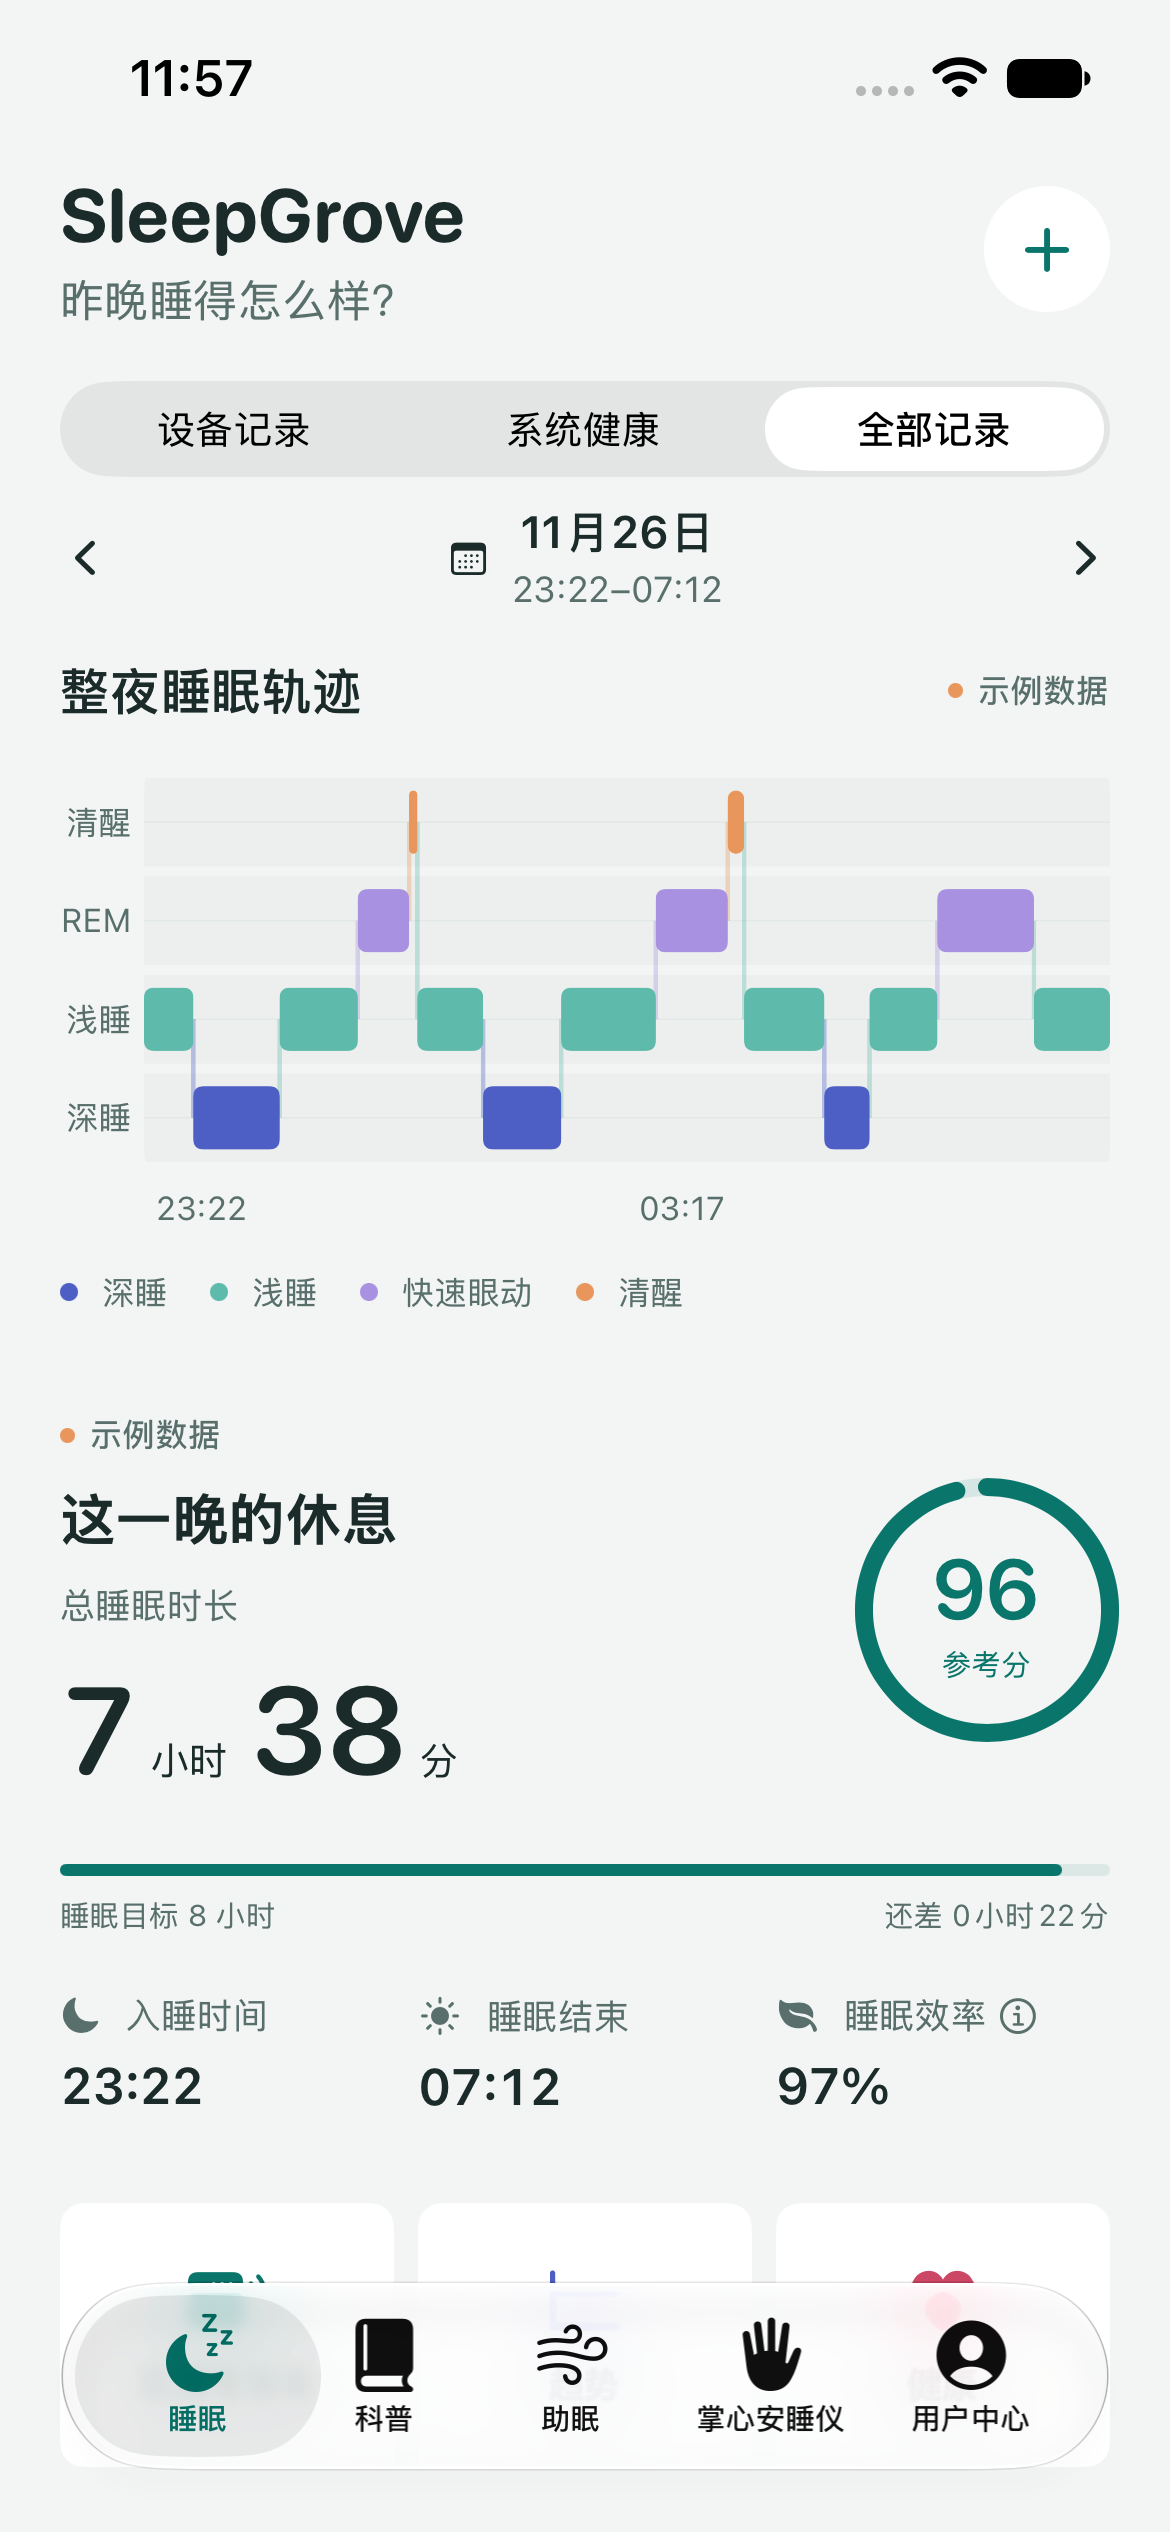 11:57
SleepGrove
昨晚睡得怎么样?
设备记录 系统健康 全部记录
11月26日
23:22–07:12
整夜睡眠轨迹 示例数据
清醒
REM
浅睡
深睡
23:22 03:17
深睡 浅睡 快速眼动 清醒
示例数据
这一晚的休息
总睡眠时长
96
参考分
7小时 38分
睡眠目标 8 小时 还差 0小时22分
入睡时间 睡眠结束 睡眠效率
23:22 07:12 97%
睡眠 科普 助眠 掌心安睡仪 用户中心